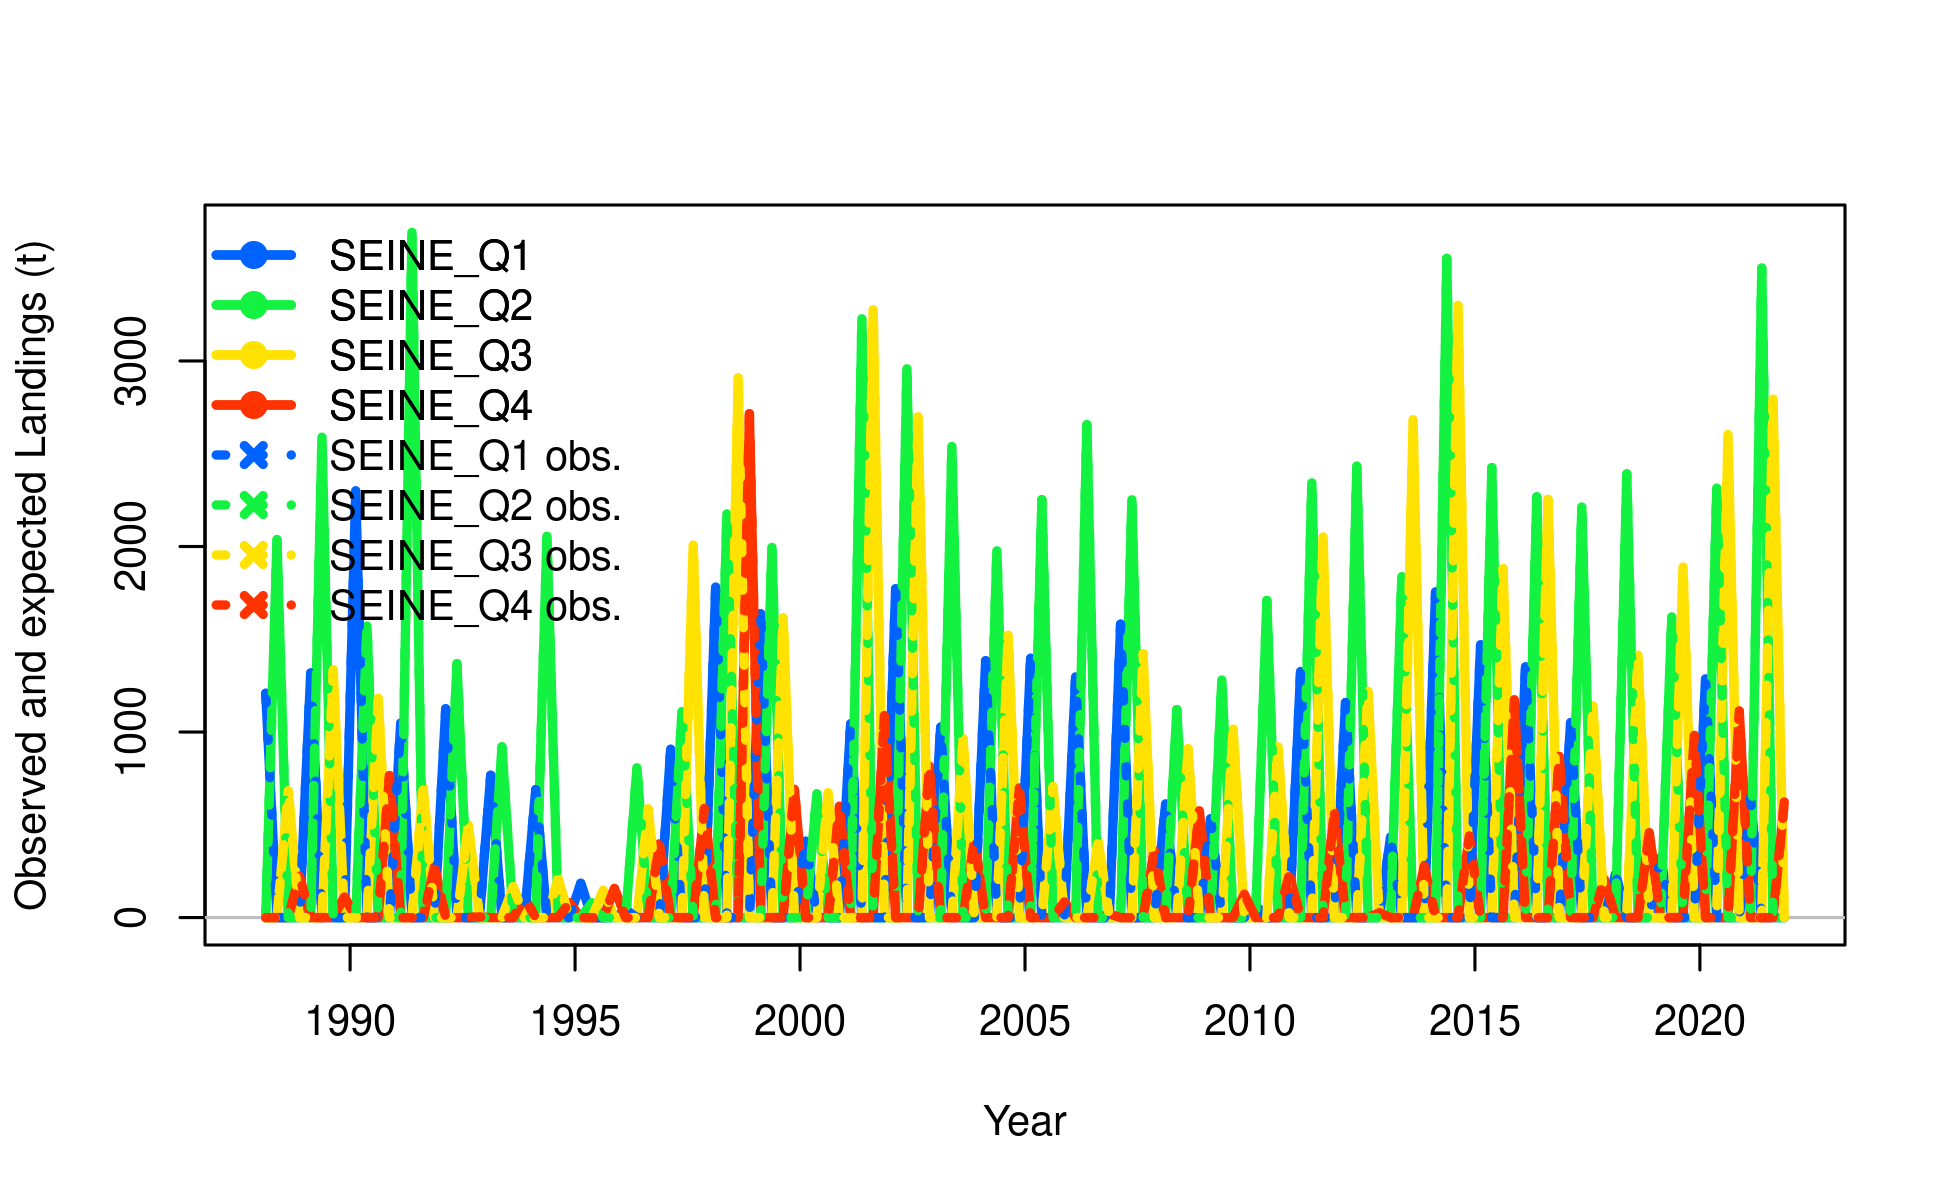 SEINE_Q1
SEINE_Q2
SEINE_Q3
SEINE_Q4
SEINE_Q1 obs.
SEINE_Q2 obs.
SEINE_Q3 obs.
SEINE_Q4 obs.
Observed and expected Landings (t)
3000
2000
1000
0
1990 1995 2000 2005 2010 2015 2020
Year